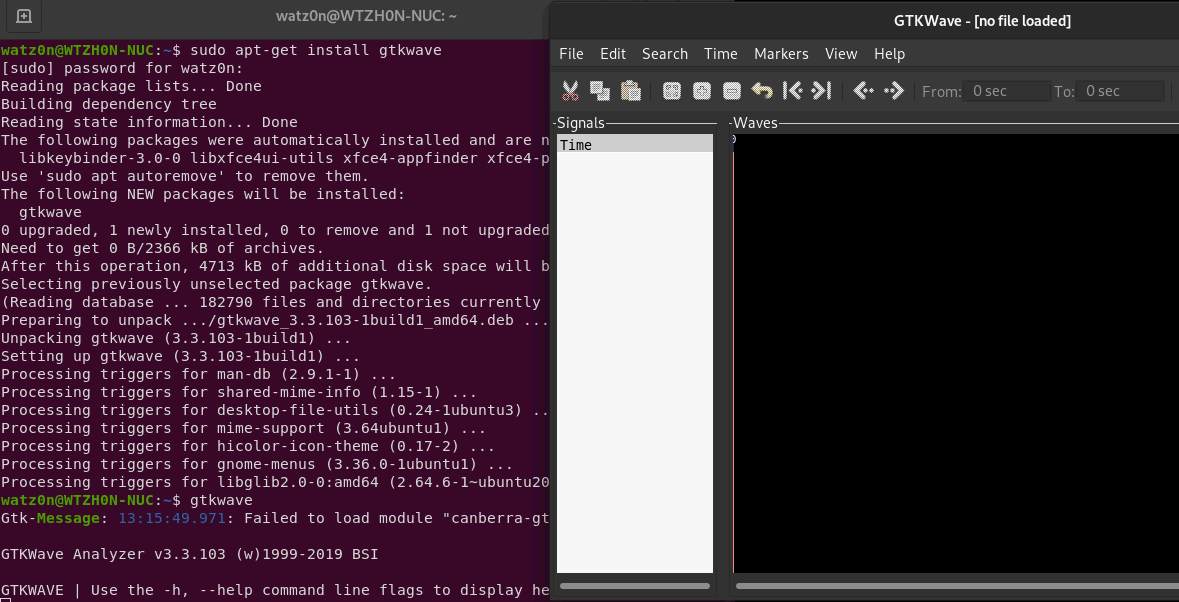 watz0n@WTZH0N-NUC: ~
watz0n@WTZH0N-NUC:~$ sudo apt-get install gtkwave
[sudo] password for watz0n:
Reading package lists... Done
Building dependency tree
Reading state information... Done
The following packages were automatically installed and are n
  libkeybinder-3.0-0 libxfce4ui-utils xfce4-appfinder xfce4-p
Use 'sudo apt autoremove' to remove them.
The following NEW packages will be installed:
  gtkwave
0 upgraded, 1 newly installed, 0 to remove and 1 not upgraded
Need to get 0 B/2366 kB of archives.
After this operation, 4713 kB of additional disk space will b
Selecting previously unselected package gtkwave.
(Reading database ... 182790 files and directories currently
Preparing to unpack .../gtkwave_3.3.103-1build1_amd64.deb ...
Unpacking gtkwave (3.3.103-1build1) ...
Setting up gtkwave (3.3.103-1build1) ...
Processing triggers for man-db (2.9.1-1) ...
Processing triggers for shared-mime-info (1.15-1) ...
Processing triggers for desktop-file-utils (0.24-1ubuntu3) ..
Processing triggers for mime-support (3.64ubuntu1) ...
Processing triggers for hicolor-icon-theme (0.17-2) ...
Processing triggers for gnome-menus (3.36.0-1ubuntu1) ...
Processing triggers for libglib2.0-0:amd64 (2.64.6-1~ubuntu20
watz0n@WTZH0N-NUC:~$ gtkwave
Gtk-Message: 13:15:49.971: Failed to load module "canberra-gt
GTKWave Analyzer v3.3.103 (w)1999-2019 BSI
GTKWAVE | Use the -h, --help command line flags to display he
GTKWave - [no file loaded]
File Edit Search Time Markers View Help
From: 0 sec To: 0 sec
Signals
Time
Waves